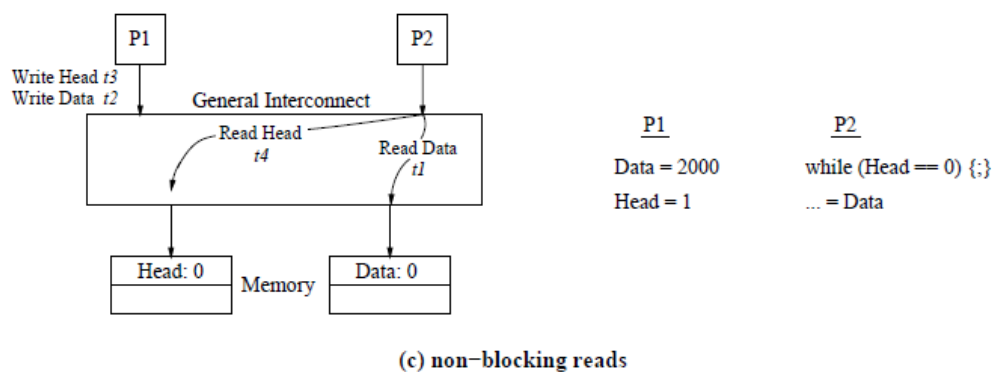 P1
P2
Write Head t3
Write Data t2
General Interconnect
Read Head
t4
Read Data
t1
Head: 0
Memory
Data: 0
P1
P2
Data = 2000
while (Head == 0) {;}
Head = 1
... = Data
(c) non−blocking reads